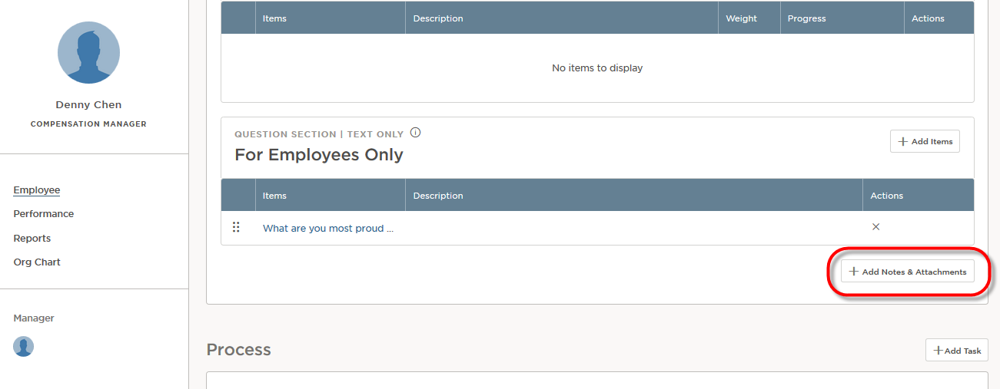 Denny Chen
COMPENSATION MANAGER
Employee
Performance
Reports
Org Chart
Manager
Items Description Weight Progress Actions
No items to display
QUESTION SECTION | TEXT ONLY
For Employees Only
Add Items
Items Description Actions
What are you most proud ...
Add Notes & Attachments
Process
Add Task